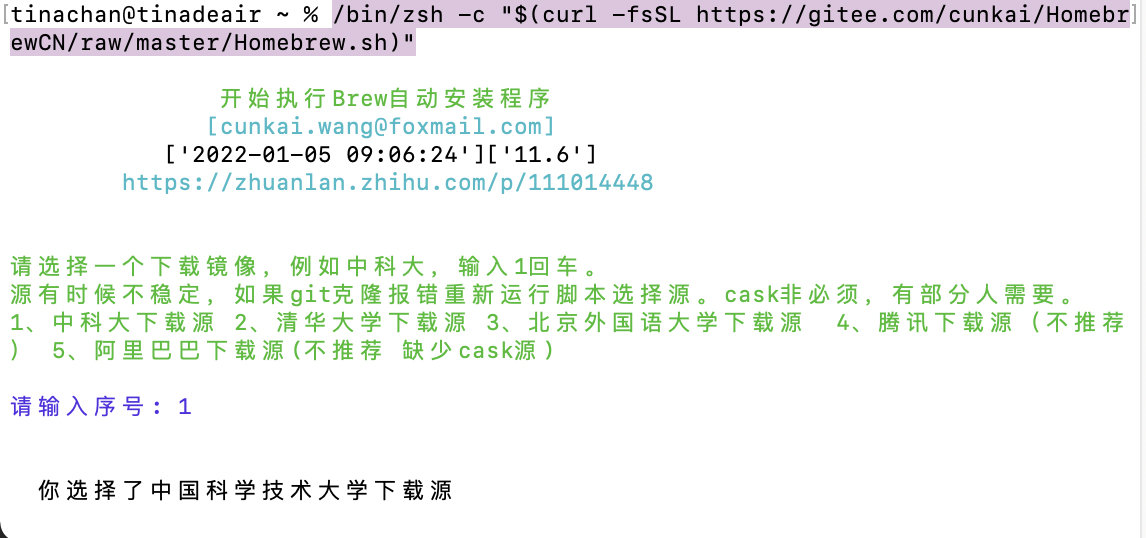 tinachan@tinadeair ~ % /bin/zsh -c "$(curl -fsSL https://gitee.com/cunkai/Homebr
ewCN/raw/master/Homebrew.sh)"
开始执行Brew自动安装程序
[cunkai.wang@foxmail.com]
['2022-01-05 09:06:24']['11.6']
https://zhuanlan.zhihu.com/p/111014448
请选择一个下载镜像，例如中科大，输入1回车。
源有时候不稳定，如果git克隆报错重新运行脚本选择源。cask非必须，有部分人需要。
1、中科大下载源 2、清华大学下载源 3、北京外国语大学下载源 4、腾讯下载源（不推荐
） 5、阿里巴巴下载源(不推荐 缺少cask源)
请输入序号: 1
你选择了中国科学技术大学下载源